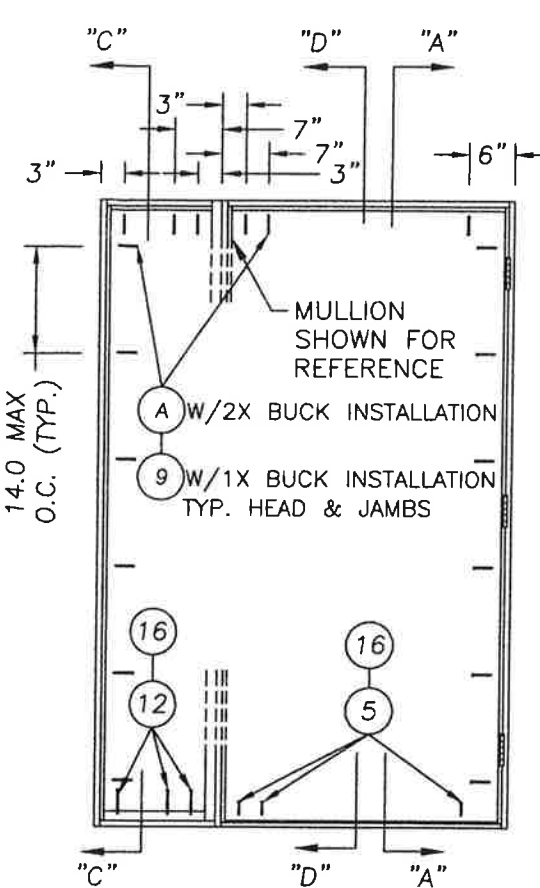 "C"
"D"
"A"
3"
7"
7"
3"
3"
6"
MULLION
SHOWN FOR
REFERENCE
14.0 MAX
O.C. (TYP.)
A W/2X BUCK INSTALLATION
9 W/1X BUCK INSTALLATION
TYP. HEAD & JAMBS
16
16
12
5
"C"
"D"
"A"